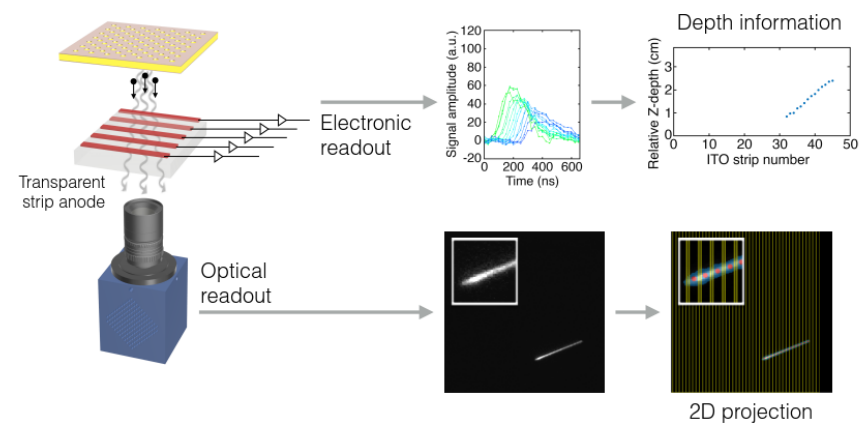 Depth information
Signal amplitude (a.u.)
120
100
80
60
40
20
0
-20
0
200
400
600
Time (ns)
Relative Z-depth (cm)
3
2
1
0
0
10
20
30
40
50
ITO strip number
Electronic
readout
Transparent
strip anode
Optical
readout
2D projection